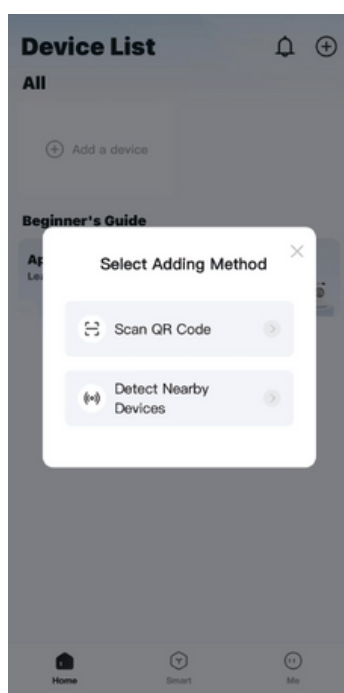 Device List
All
Add a device
Beginner's Guide
Select Adding Method
Scan QR Code
Detect Nearby
Devices
Home
Smart
Me